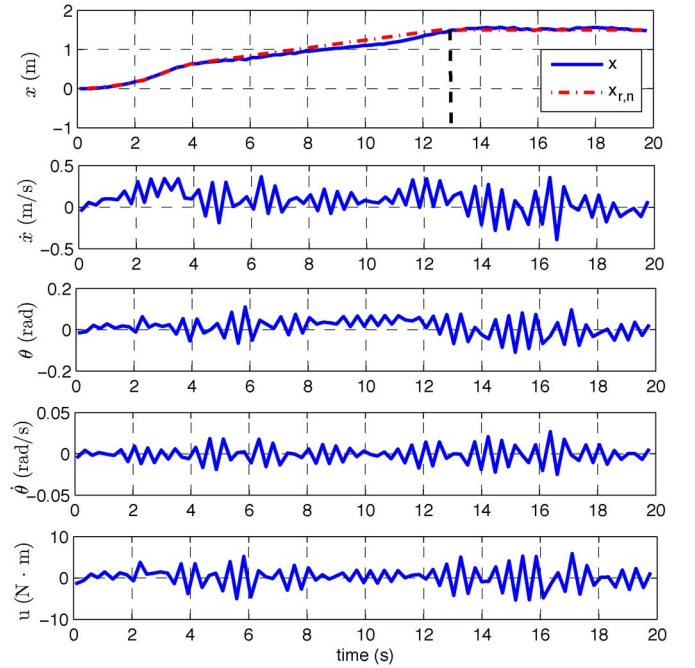 2
1
0
−1
x (m)
x
x_{r,n}
0 2 4 6 8 10 12 14 16 18 20
0.5
0
−0.5
ẋ (m/s)
0 2 4 6 8 10 12 14 16 18 20
0.2
0
−0.2
θ (rad)
0 2 4 6 8 10 12 14 16 18 20
0.05
0
−0.05
θ̇ (rad/s)
0 2 4 6 8 10 12 14 16 18 20
10
0
−10
u (N · m)
0 2 4 6 8 10 12 14 16 18 20
time (s)